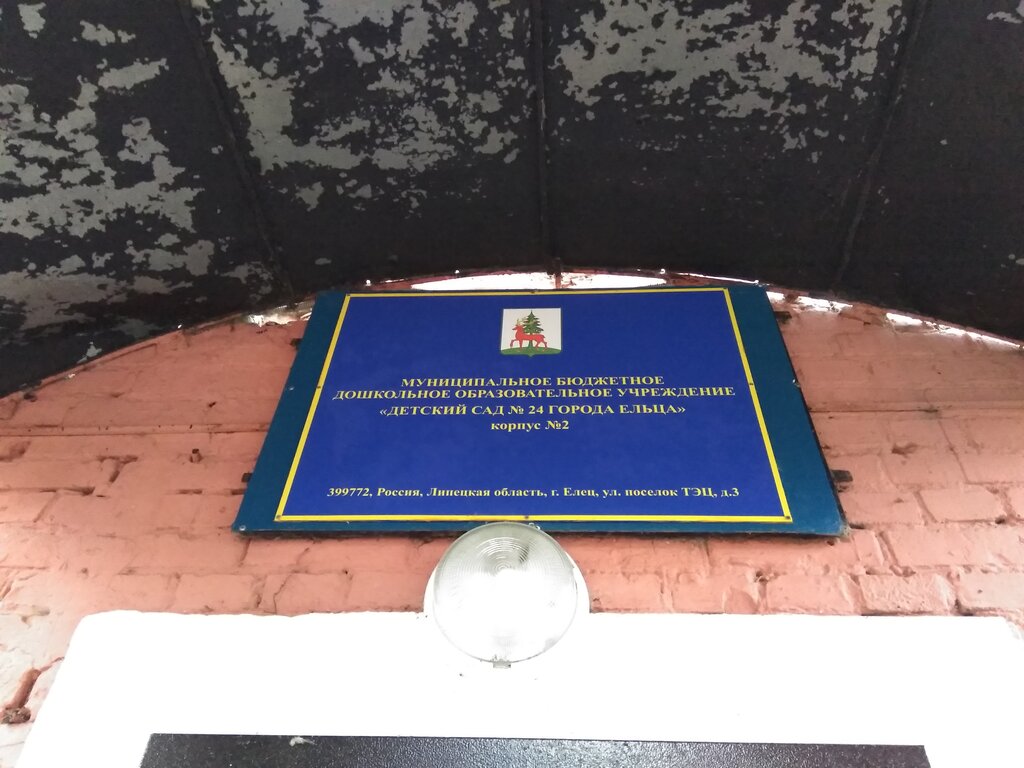 МУНИЦИПАЛЬНОЕ БЮДЖЕТНОЕ
ДОШКОЛЬНОЕ ОБРАЗОВАТЕЛЬНОЕ УЧРЕЖДЕНИЕ
«ДЕТСКИЙ САД № 24 ГОРОДА ЕЛЬЦА»
корпус №2
399772, Россия, Липецкая область, г. Елец, ул. поселок ТЭЦ, д.3